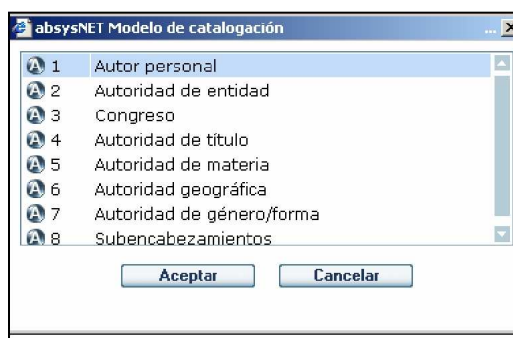 absysNET Modelo de catalogación ... X
A 1 Autor personal
A 2 Autoridad de entidad
A 3 Congreso
A 4 Autoridad de título
A 5 Autoridad de materia
A 6 Autoridad geográfica
A 7 Autoridad de género/forma
A 8 Subencabezamientos
Aceptar Cancelar